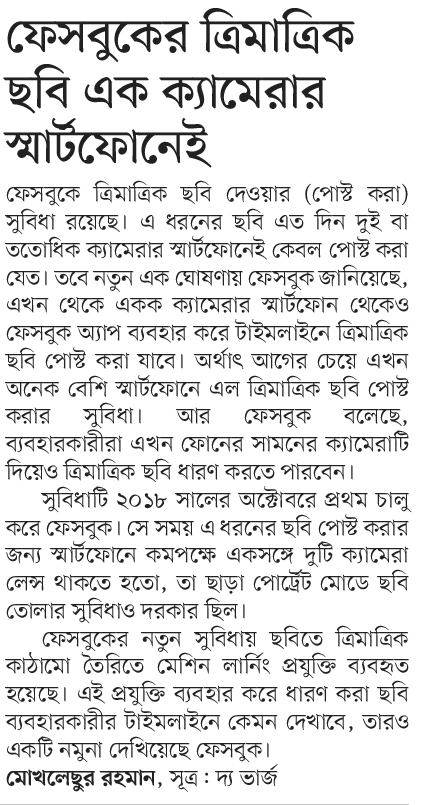 ফেসবুকের ত্রিমাত্রিক
ছবি এক ক্যামেরার
স্মার্টফোনেই
ফেসবুকে ত্রিমাত্রিক ছবি দেওয়ার (পোস্ট করা)
সুবিধা রয়েছে। এ ধরনের ছবি এত দিন দুই বা
ততোধিক ক্যামেরার স্মার্টফোনেই কেবল পোস্ট করা
যেত। তবে নতুন এক ঘোষণায় ফেসবুক জানিয়েছে,
এখন থেকে একক ক্যামেরার স্মার্টফোন থেকেও
ফেসবুক অ্যাপ ব্যবহার করে টাইমলাইনে ত্রিমাত্রিক
ছবি পোস্ট করা যাবে। অর্থাৎ আগের চেয়ে এখন
অনেক বেশি স্মার্টফোনে এল ত্রিমাত্রিক ছবি পোস্ট
করার সুবিধা। আর ফেসবুক বলেছে,
ব্যবহারকারীরা এখন ফোনের সামনের ক্যামেরাটি
দিয়েও ত্রিমাত্রিক ছবি ধারণ করতে পারবেন।
সুবিধাটি ২০১৮ সালের অক্টোবরে প্রথম চালু
করে ফেসবুক। সে সময় এ ধরনের ছবি পোস্ট করার
জন্য স্মার্টফোনে কমপক্ষে একসঙ্গে দুটি ক্যামেরা
লেন্স থাকতে হতো, তা ছাড়া পোর্ট্রেট মোডে ছবি
তোলার সুবিধাও দরকার ছিল।
ফেসবুকের নতুন সুবিধায় ছবিতে ত্রিমাত্রিক
কাঠামো তৈরিতে মেশিন লার্নিং প্রযুক্তি ব্যবহৃত
হয়েছে। এই প্রযুক্তি ব্যবহার করে ধারণ করা ছবি
ব্যবহারকারীর টাইমলাইনে কেমন দেখাবে, তারও
একটি নমুনা দেখিয়েছে ফেসবুক।
মোখলেছুর রহমান, সূত্র : দ্য ভার্জ